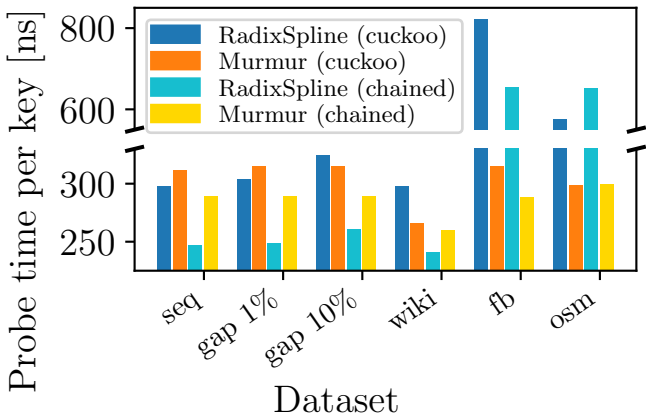 Probe time per key [ns]
800
600
300
250
RadixSpline (cuckoo)
Murmur (cuckoo)
RadixSpline (chained)
Murmur (chained)
seq
gap 1%
gap 10%
wiki
fb
osm
Dataset